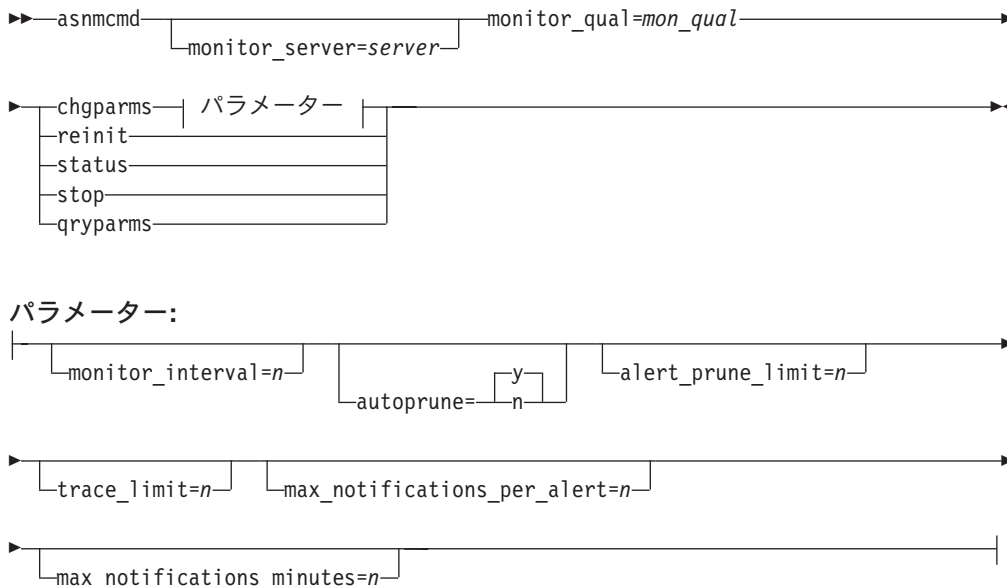 asnmcmd monitor_server=server monitor_qual=mon_qual
chgparms パラメーター
reinit
status
stop
qryparms
パラメーター:
monitor_interval=n autoprune= y n alert_prune_limit=n
trace_limit=n max_notifications_per_alert=n
max_notifications_minutes=n